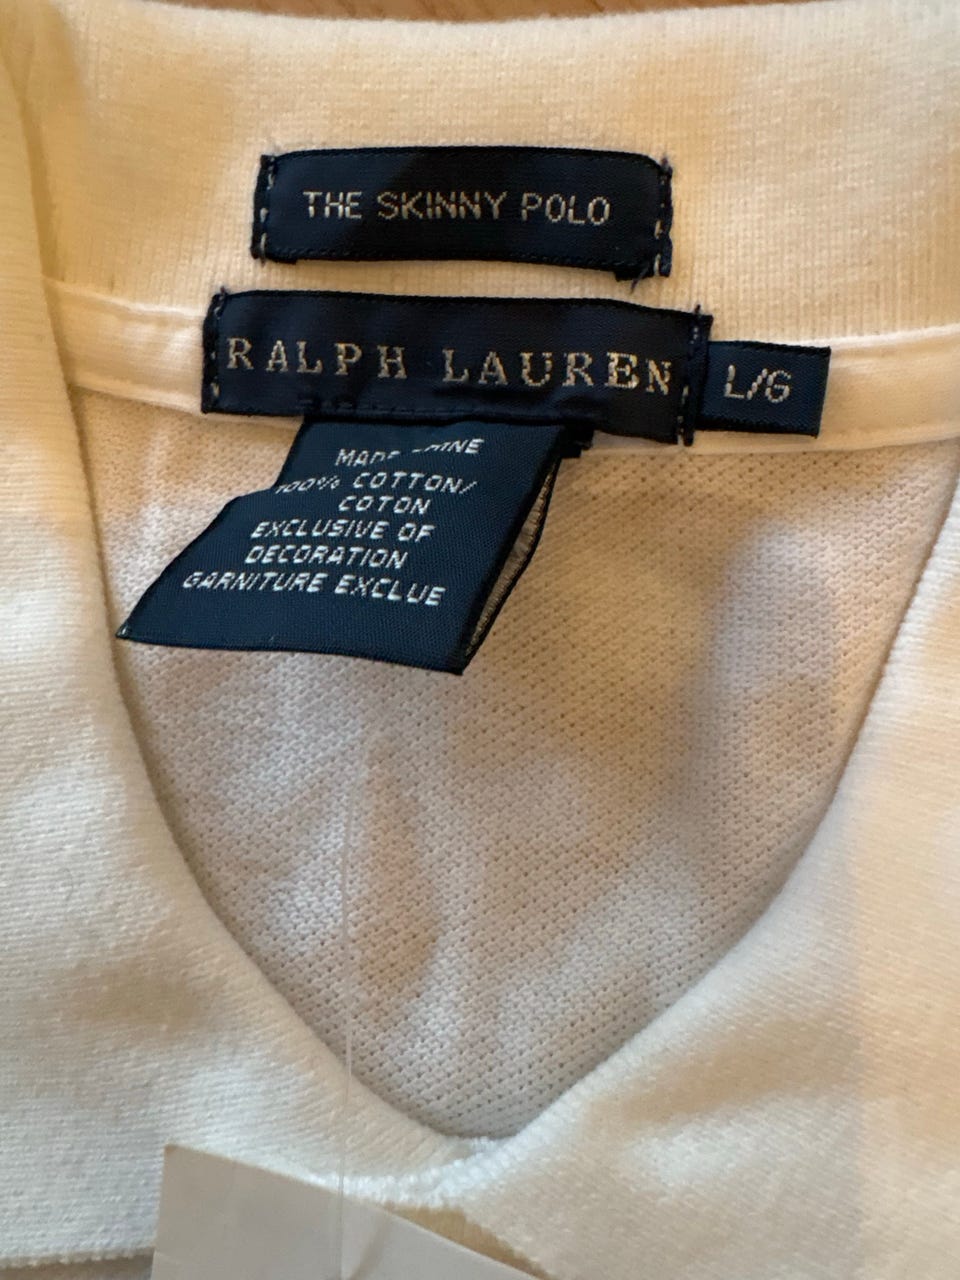 THE SKINNY POLO
RALPH LAUREN
L/G
100% COTTON/
COTON
EXCLUSIVE OF
DECORATION
GARNITURE EXCLUE